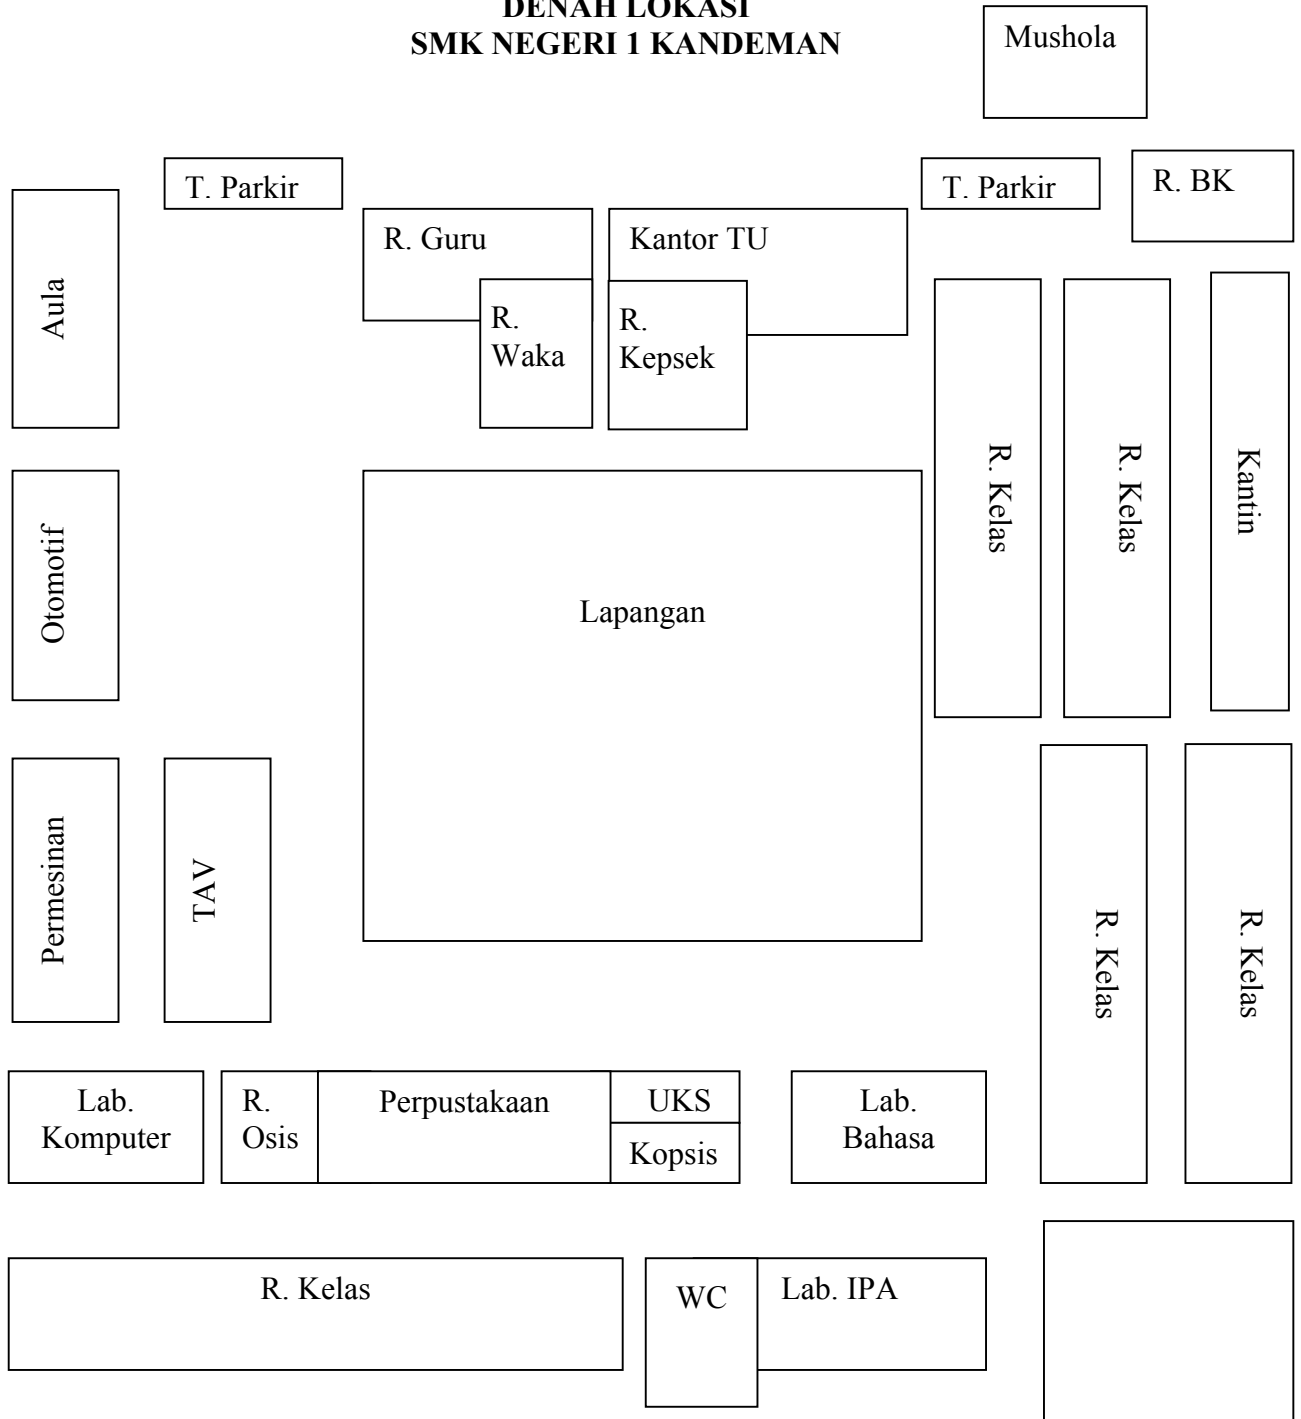 DENAH LOKASI
SMK NEGERI 1 KANDEMAN
Mushola
T. Parkir
T. Parkir
R. BK
R. Guru
Kantor TU
Aula
R.
Waka
R.
Kepsek
R. Kelas
R. Kelas
Kantin
Otomotif
Lapangan
Permesinan
TAV
R. Kelas
R. Kelas
Lab.
Komputer
R.
Osis
Perpustakaan
UKS
Kopsis
Lab.
Bahasa
R. Kelas
WC
Lab. IPA